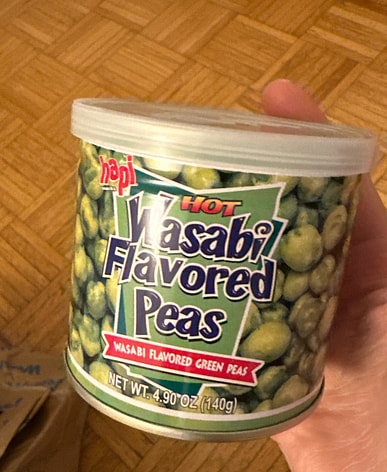 hapi
HOT
Wasabi
Flavored
Peas
WASABI FLAVORED GREEN PEAS
NET WT. 4.90 OZ (140g)